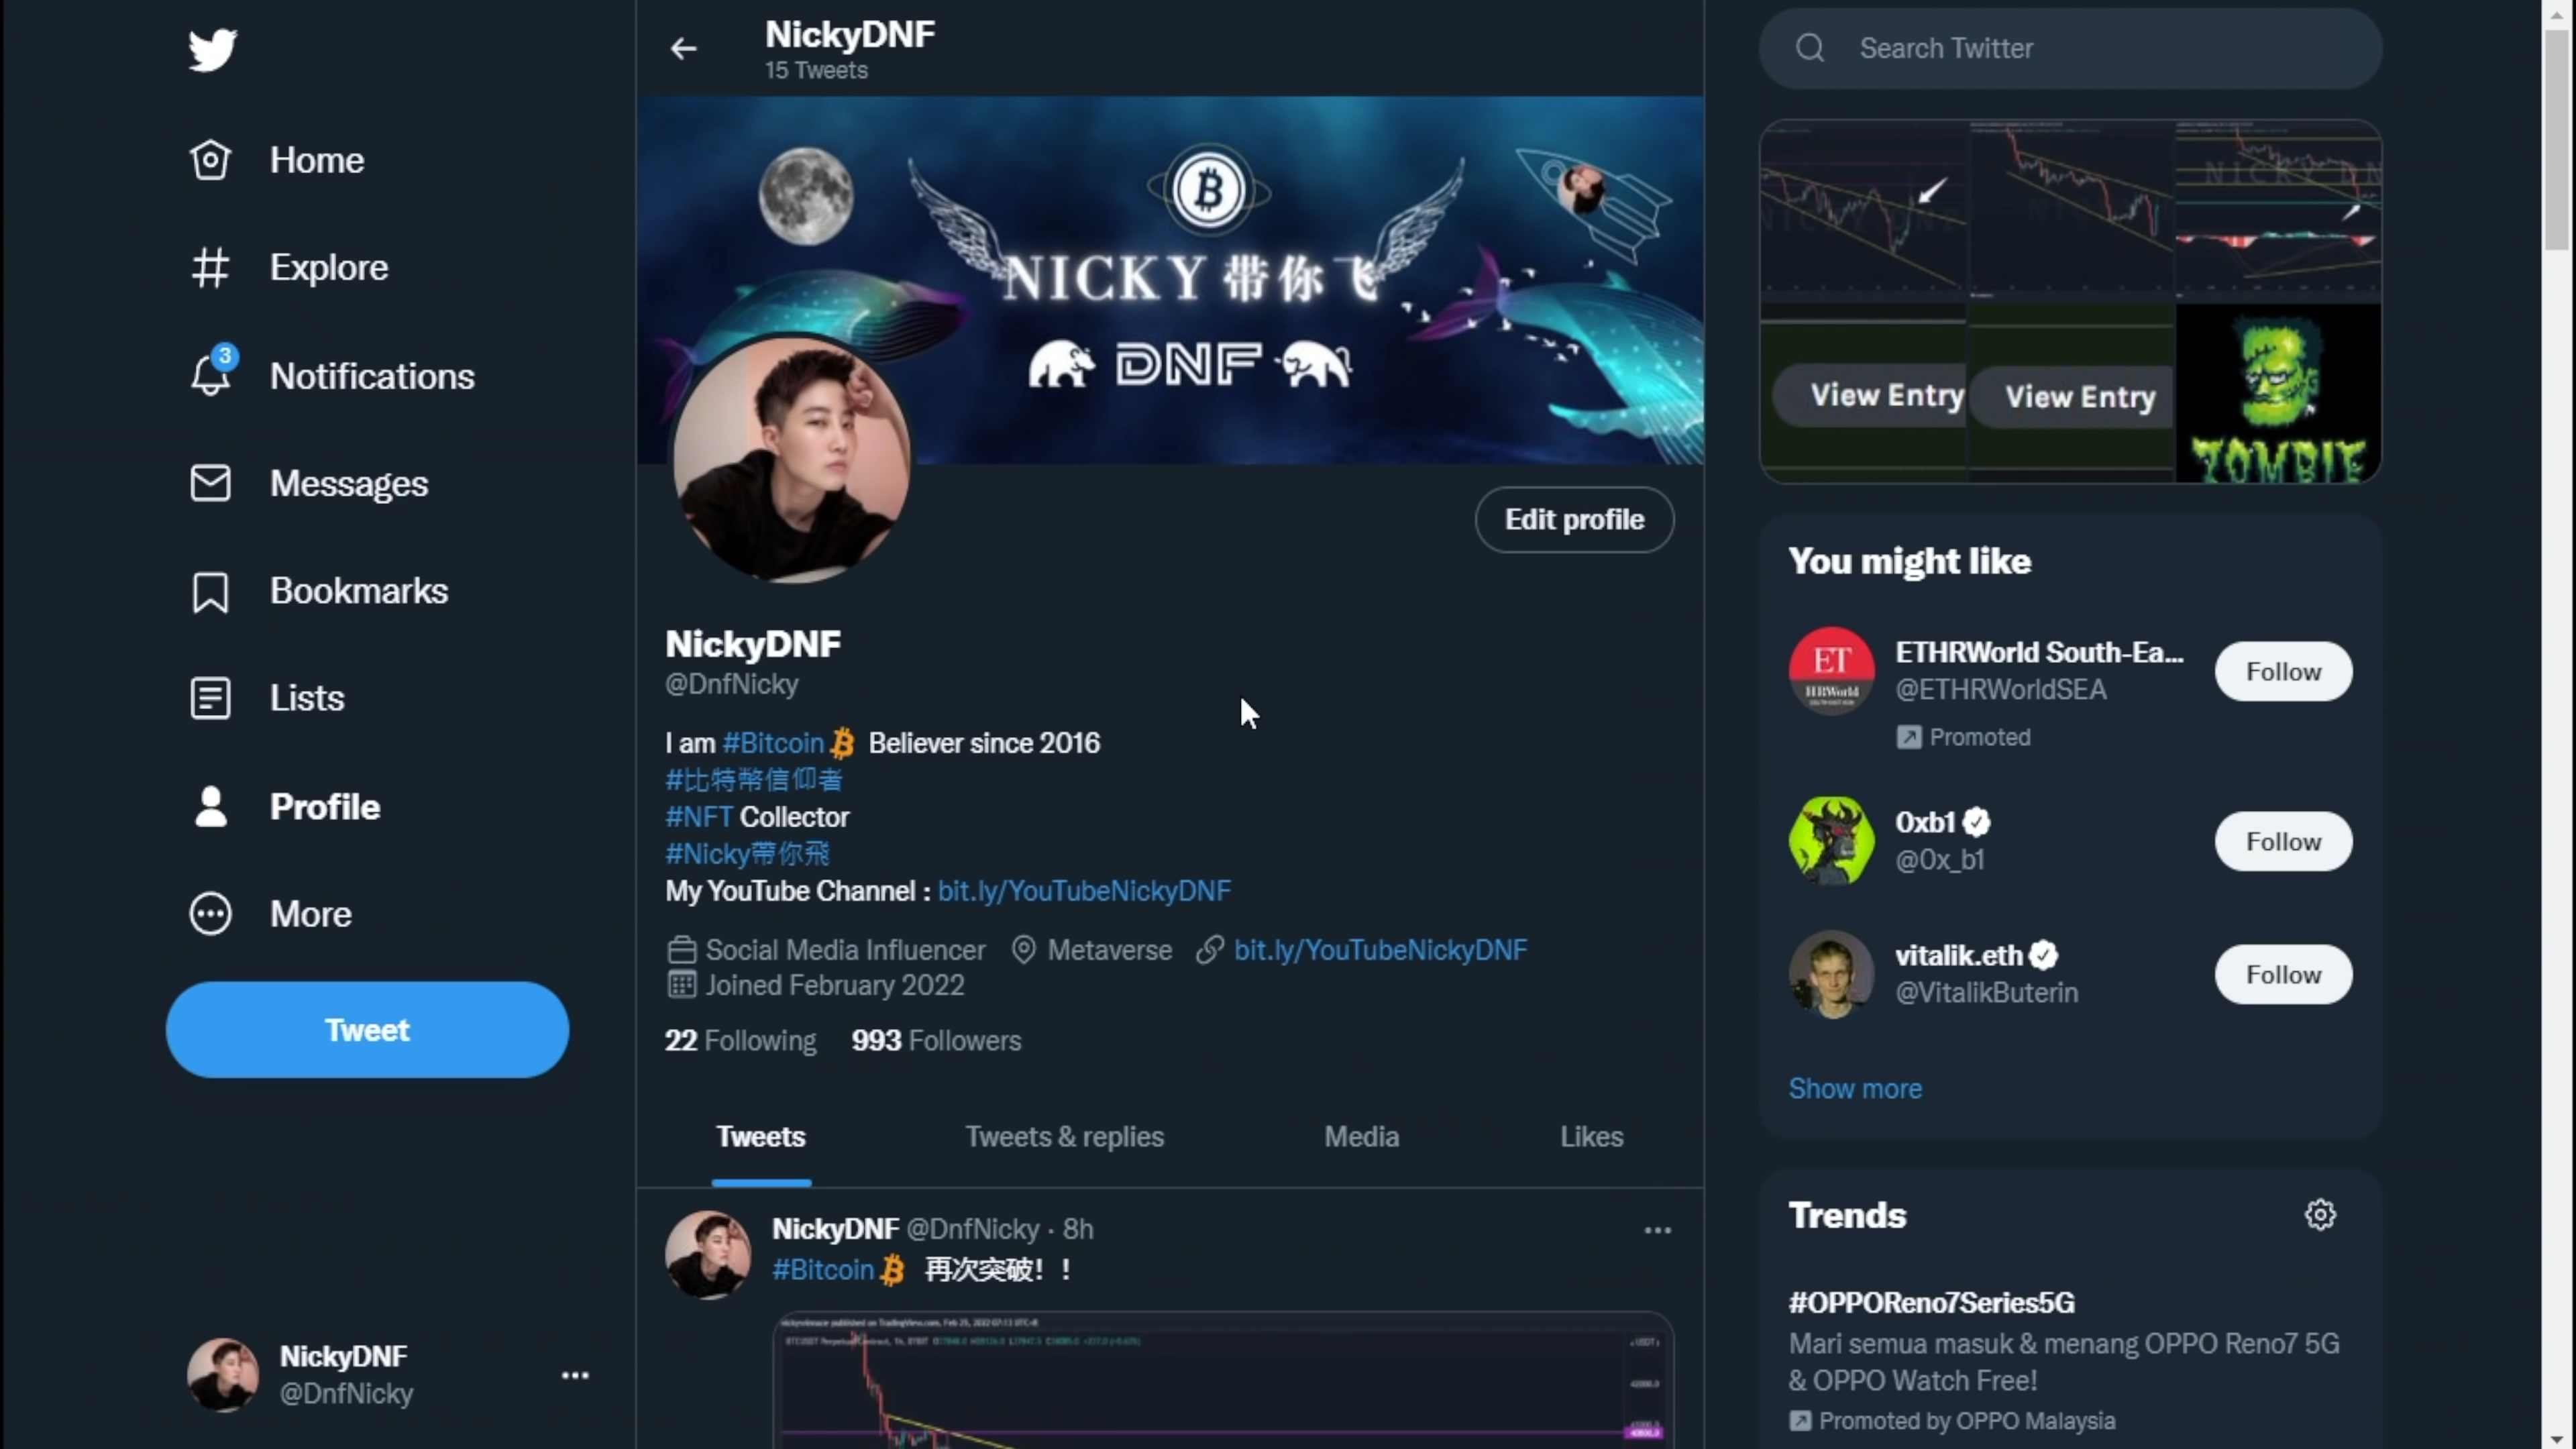 NickyDNF
15 Tweets
Search Twitter
Home
Explore
3
Notifications
Messages
Bookmarks
Lists
Profile
More
Tweet
NickyDNF
@DnfNicky
NICKY 带你飞
DNF
Edit profile
NickyDNF
@DnfNicky
I am #Bitcoin Believer since 2016
#比特幣信仰者
#NFT Collector
#Nicky帶你飛
My YouTube Channel : bit.ly/YouTubeNickyDNF
Social Media Influencer Metaverse bit.ly/YouTubeNickyDNF
Joined February 2022
22 Following 993 Followers
Tweets Tweets & replies Media Likes
NickyDNF @DnfNicky · 8h
#Bitcoin 再次突破！！
View Entry View Entry
ZOMBIE
You might like
ET
HRWorld
ETHRWorld South-Ea...
@ETHRWorldSEA
Follow
Promoted
0xb1
@0x_b1
Follow
vitalik.eth
@VitalikButerin
Follow
Show more
Trends
#OPPOReno7Series5G
Mari semua masuk & menang OPPO Reno7 5G
& OPPO Watch Free!
Promoted by OPPO Malaysia